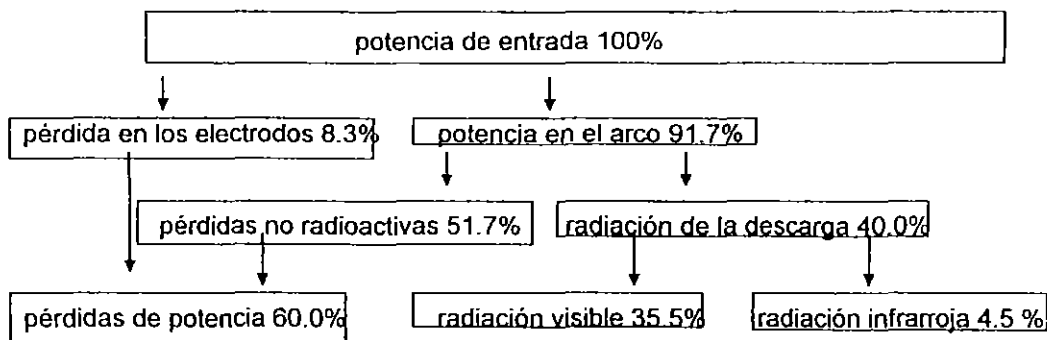 potencia de entrada 100%
pérdida en los electrodos 8.3%
potencia en el arco 91.7%
pérdidas no radioactivas 51.7%
radiación de la descarga 40.0%
pérdidas de potencia 60.0%
radiación visible 35.5%
radiación infrarroja 4.5 %